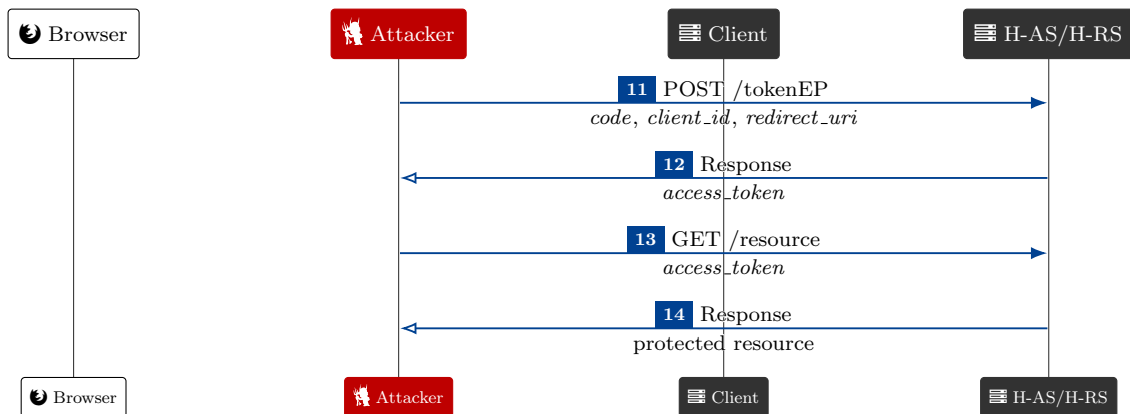 Browser
Attacker
Client
H-AS/H-RS
11 POST /tokenEP
code, client_id, redirect_uri
12 Response
access_token
13 GET /resource
access_token
14 Response
protected resource
Browser
Attacker
Client
H-AS/H-RS